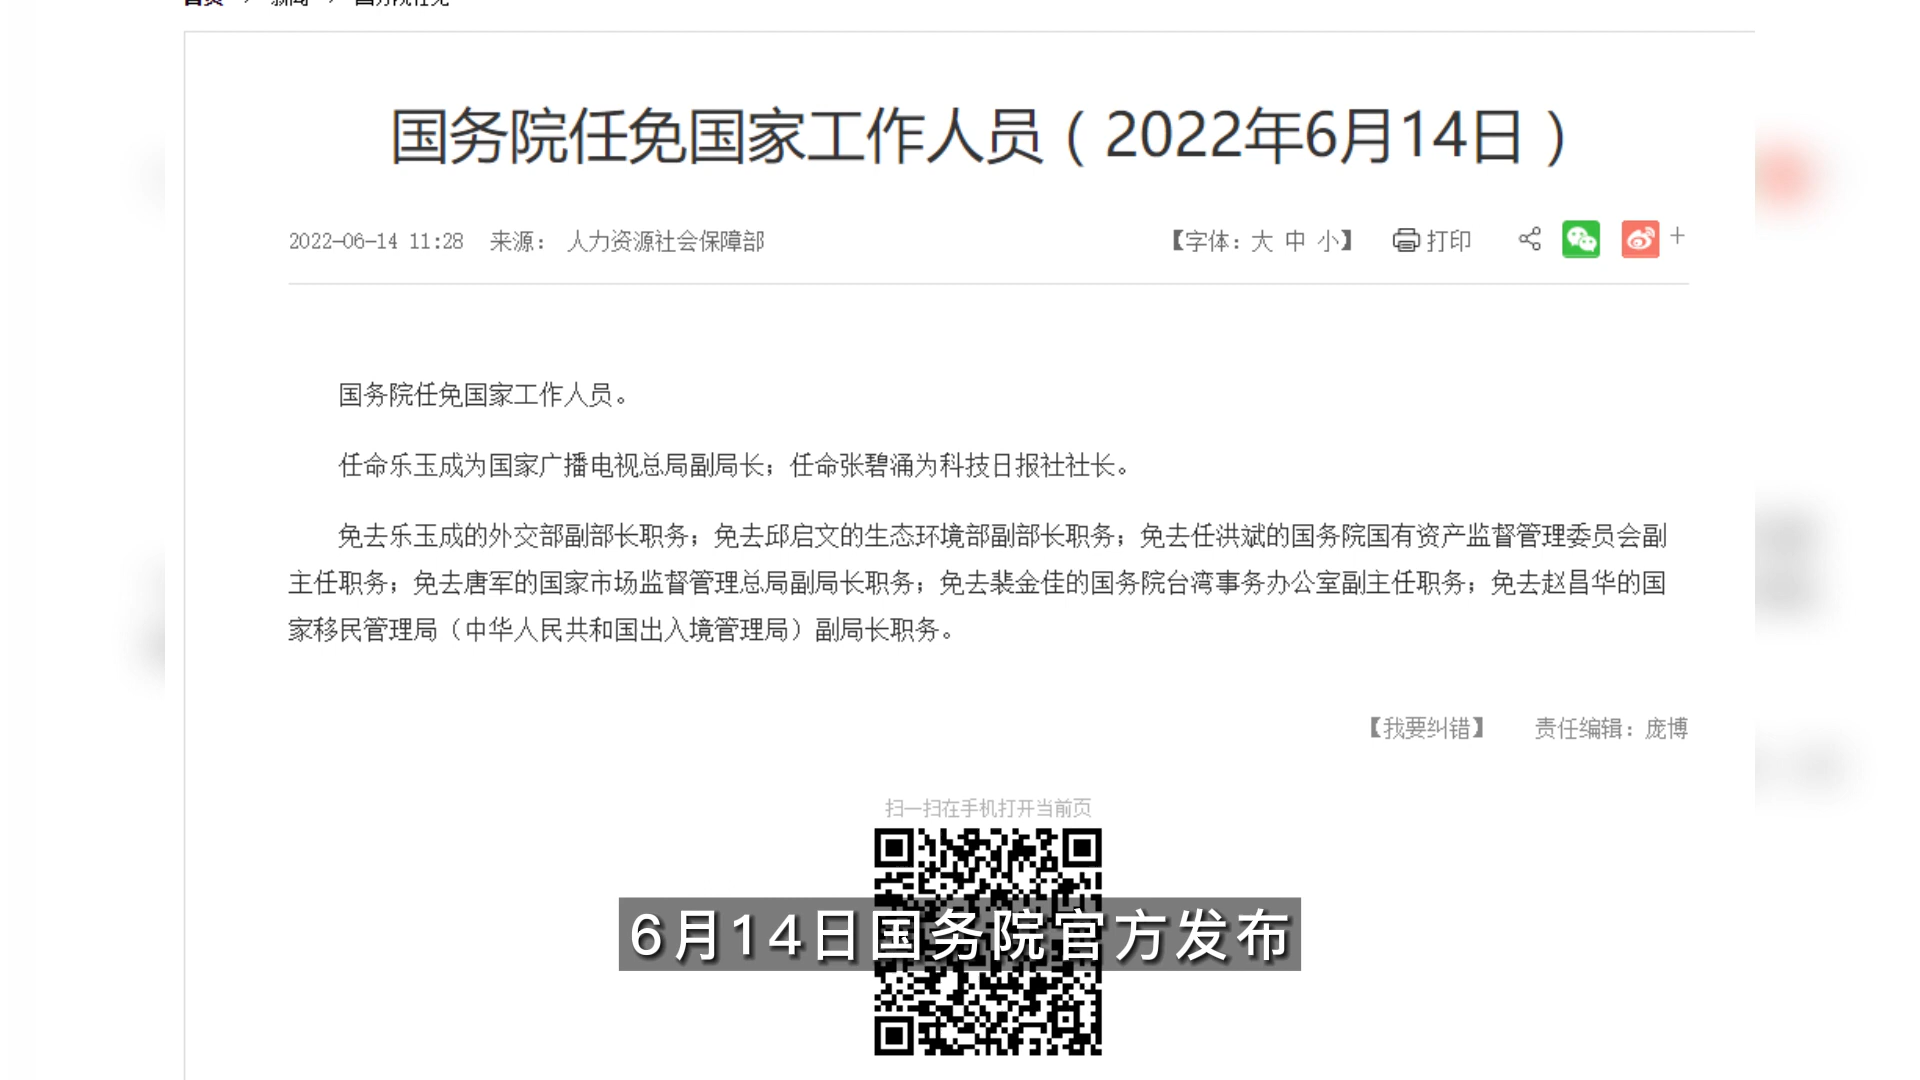 首页 > 新闻 > 国务院任免
国务院任免国家工作人员（2022年6月14日）
2022-06-14 11:28 来源： 人力资源社会保障部 【字体：大 中 小】 打印 +
国务院任免国家工作人员。
任命乐玉成为国家广播电视总局副局长；任命张碧涌为科技日报社社长。
免去乐玉成的外交部副部长职务；免去邱启文的生态环境部副部长职务；免去任洪斌的国务院国有资产监督管理委员会副
主任职务；免去唐军的国家市场监督管理总局副局长职务；免去裴金佳的国务院台湾事务办公室副主任职务；免去赵昌华的国
家移民管理局（中华人民共和国出入境管理局）副局长职务。
【我要纠错】 责任编辑：庞博
扫一扫在手机打开当前页
6月14日国务院官方发布